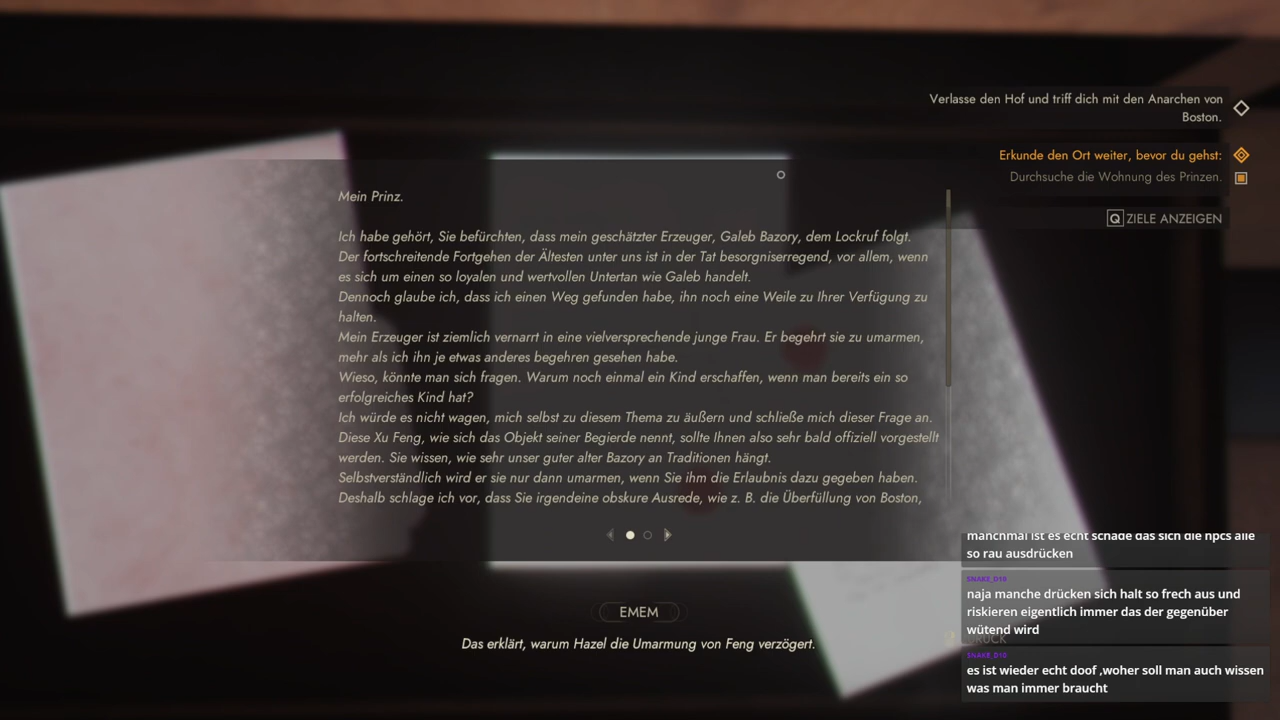 Verlasse den Hof und triff dich mit den Anarchen von
Boston.
Erkunde den Ort weiter, bevor du gehst:
Durchsuche die Wohnung des Prinzen.
Q ZIELE ANZEIGEN
Mein Prinz.
Ich habe gehört, Sie befürchten, dass mein geschätzter Erzeuger, Galeb Bazory, dem Lockruf folgt.
Der fortschreitende Fortgehen der Ältesten unter uns ist in der Tat besorgniserregend, vor allem, wenn
es sich um einen so loyalen und wertvollen Untertan wie Galeb handelt.
Dennoch glaube ich, dass ich einen Weg gefunden habe, ihn noch eine Weile zu Ihrer Verfügung zu
halten.
Mein Erzeuger ist ziemlich vernarrt in eine vielversprechende junge Frau. Er begehrt sie zu umarmen,
mehr als ich ihn je etwas anderes begehren gesehen habe.
Wieso, könnte man sich fragen. Warum noch einmal ein Kind erschaffen, wenn man bereits ein so
erfolgreiches Kind hat?
Ich würde es nicht wagen, mich selbst zu diesem Thema zu äußern und schließe mich dieser Frage an.
Diese Xu Feng, wie sich das Objekt seiner Begierde nennt, sollte Ihnen also sehr bald offiziell vorgestellt
werden. Sie wissen, wie sehr unser guter alter Bazory an Traditionen hängt.
Selbstverständlich wird er sie nur dann umarmen, wenn Sie ihm die Erlaubnis dazu gegeben haben.
Deshalb schlage ich vor, dass Sie irgendeine obskure Ausrede, wie z. B. die Überfüllung von Boston,
EMEM
Das erklärt, warum Hazel die Umarmung von Feng verzögert.
manchmal ist es echt schade das sich die npcs alle
so rau ausdrücken
SNAKE_D10
naja manche drücken sich halt so frech aus und
riskieren eigentlich immer das der gegenüber
wütend wird
SNAKE_D10
es ist wieder echt doof ,woher soll man auch wissen
was man immer braucht